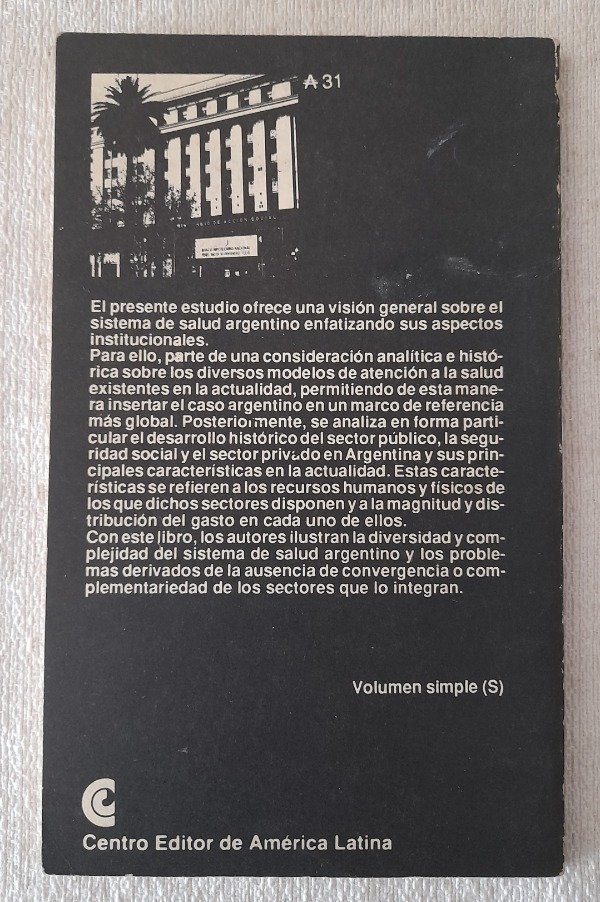 ₳ 31
NISTERIO DE ACCION SOCIAL
El presente estudio ofrece una visión general sobre el
sistema de salud argentino enfatizando sus aspectos
institucionales.
Para ello, parte de una consideración analítica e histó-
rica sobre los diversos modelos de atención a la salud
existentes en la actualidad, permitiendo de esta mane-
ra insertar el caso argentino en un marco de referencia
más global. Posteriormente, se analiza en forma parti-
cular el desarrollo histórico del sector público, la segu-
ridad social y el sector privado en Argentina y sus prin-
cipales características en la actualidad. Estas caracte-
rísticas se refieren a los recursos humanos y físicos de
los que dichos sectores disponen y a la magnitud y dis-
tribución del gasto en cada uno de ellos.
Con este libro, los autores ilustran la diversidad y com-
plejidad del sistema de salud argentino y los proble-
mas derivados de la ausencia de convergencia o com-
plementariedad de los sectores que lo integran.
Volumen simple (S)
Centro Editor de América Latina